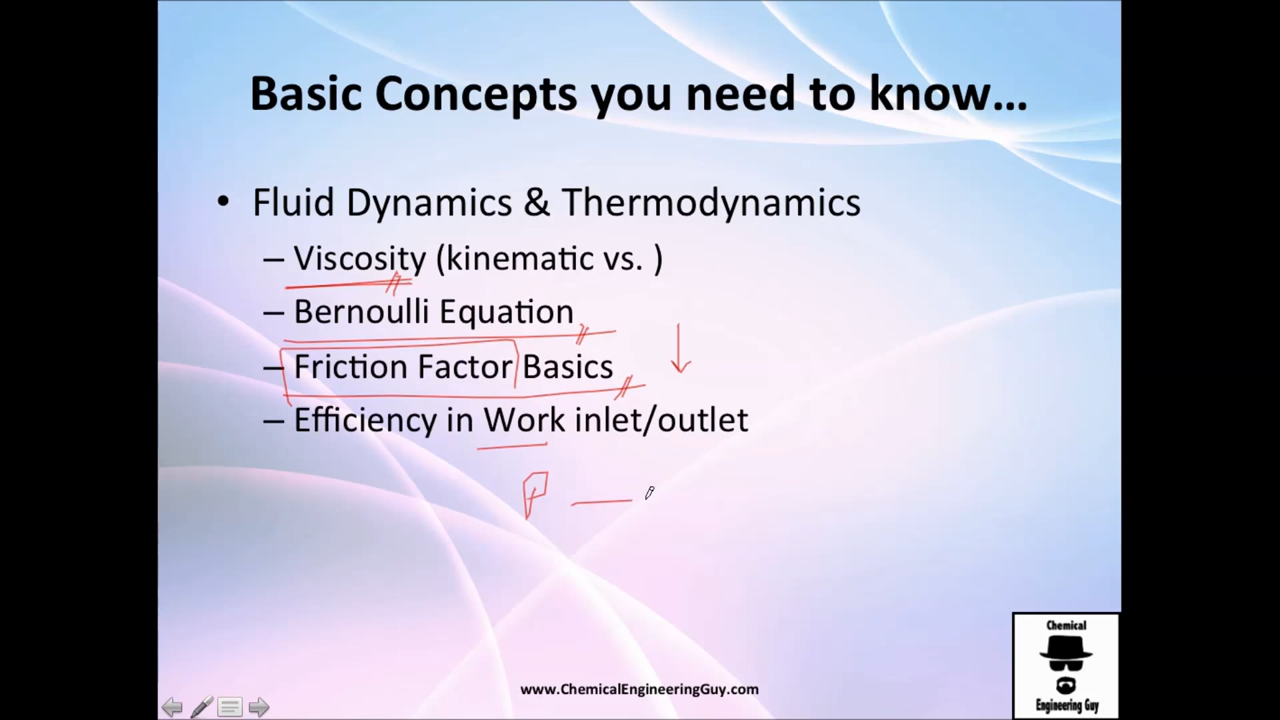 Basic Concepts you need to know...
• Fluid Dynamics & Thermodynamics
– Viscosity (kinematic vs. )
– Bernoulli Equation
– Friction Factor Basics
– Efficiency in Work inlet/outlet
P
www.ChemicalEngineeringGuy.com
Chemical
Engineering Guy